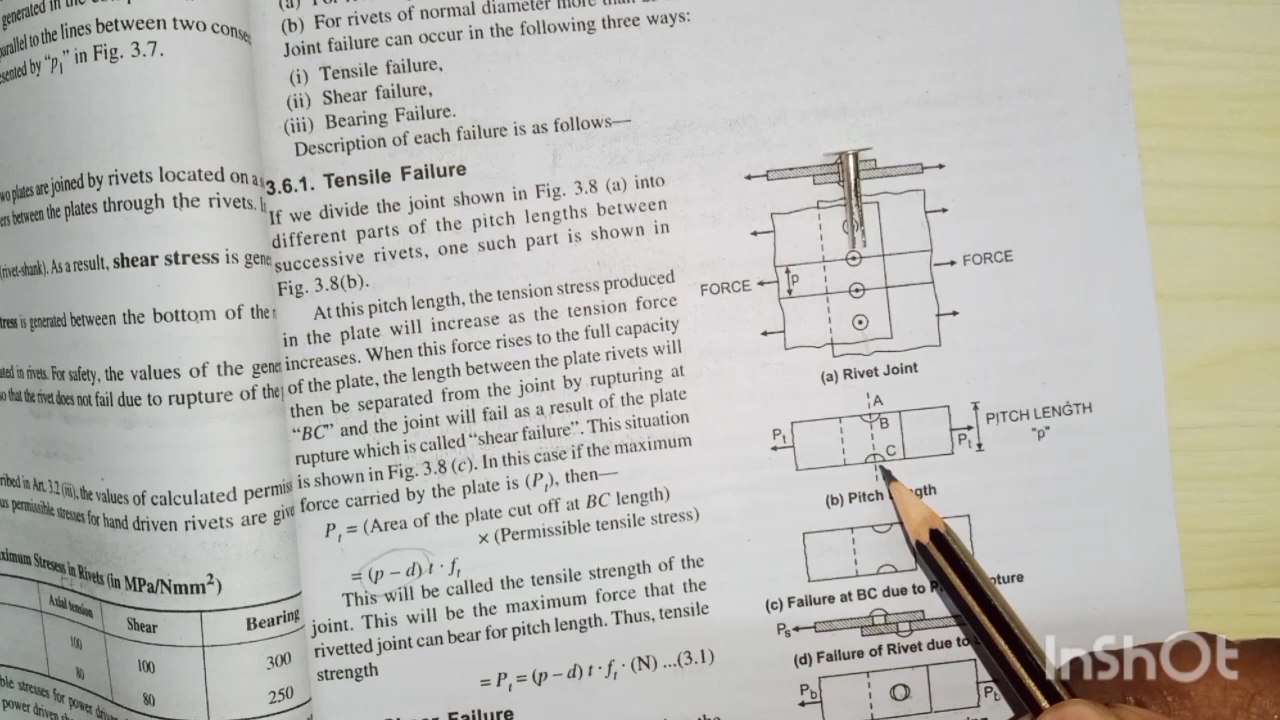 generated in
parallel to the lines between two
sented by "p₁" in Fig. 3.7.
wo plates are joined by rivets located on a
ers between the plates through the rivets.
(rivet-shank). As a result, shear stress is gene
tress is generated between the bottom of the
ated in rivets. For safety, the values of the gene
so that the rivet does not fail due to rupture of the
ribed in Art. 3.2 (iii), the values of calculated permis
us permissible stresses for hand driven rivets are give
ximum Stresess in Rivets (in MPa/Nmm²)
Axial tension Shear Bearing
100 100 300
80 80 250
ble stresses for power
power driven
(b) For rivets of normal diameter more
Joint failure can occur in the following three ways:
(i) Tensile failure,
(ii) Shear failure,
(iii) Bearing Failure.
Description of each failure is as follows—
3.6.1. Tensile Failure
If we divide the joint shown in Fig. 3.8 (a) into
different parts of the pitch lengths between
successive rivets, one such part is shown in
Fig. 3.8(b).
At this pitch length, the tension stress produced
in the plate will increase as the tension force
increases. When this force rises to the full capacity
of the plate, the length between the plate rivets will
then be separated from the joint by rupturing at
"BC" and the joint will fail as a result of the plate
rupture which is called "shear failure". This situation
is shown in Fig. 3.8 (c). In this case if the maximum
force carried by the plate is (Pₜ), then—
Pₜ = (Area of the plate cut off at BC length)
× (Permissible tensile stress)
= (p – d) t · fₜ
This will be called the tensile strength of the
joint. This will be the maximum force that the
rivetted joint can bear for pitch length. Thus, tensile
strength
= Pₜ = (p – d) t · fₜ · (N) ...(3.1)
Failure
FORCE
p
FORCE
(a) Rivet Joint
A
B
C
Pₜ
Pₜ
PITCH LENGTH
"p"
(b) Pitch
(c) Failure at BC due to
Pₛ
(d) Failure of Rivet due to
P_b
InShOt